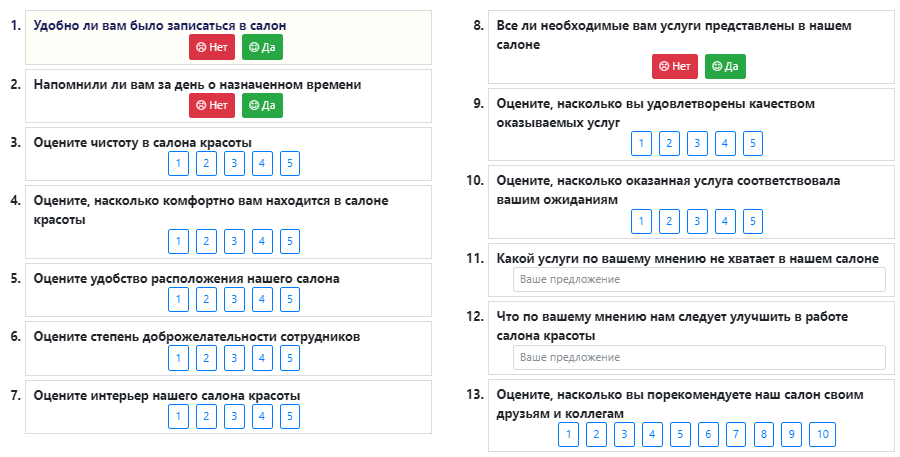 1. Удобно ли вам было записаться в салон
☹ Нет ☺ Да
2. Напомнили ли вам за день о назначенном времени
☹ Нет ☺ Да
3. Оцените чистоту в салона красоты
1 2 3 4 5
4. Оцените, насколько комфортно вам находится в салоне
красоты
1 2 3 4 5
5. Оцените удобство расположения нашего салона
1 2 3 4 5
6. Оцените степень доброжелательности сотрудников
1 2 3 4 5
7. Оцените интерьер нашего салона красоты
1 2 3 4 5
8. Все ли необходимые вам услуги представлены в нашем
салоне
☹ Нет ☺ Да
9. Оцените, насколько вы удовлетворены качеством
оказываемых услуг
1 2 3 4 5
10. Оцените, насколько оказанная услуга соответствовала
вашим ожиданиям
1 2 3 4 5
11. Какой услуги по вашему мнению не хватает в нашем салоне
Ваше предложение
12. Что по вашему мнению нам следует улучшить в работе
салона красоты
Ваше предложение
13. Оцените, насколько вы порекомендуете наш салон своим
друзьям и коллегам
1 2 3 4 5 6 7 8 9 10